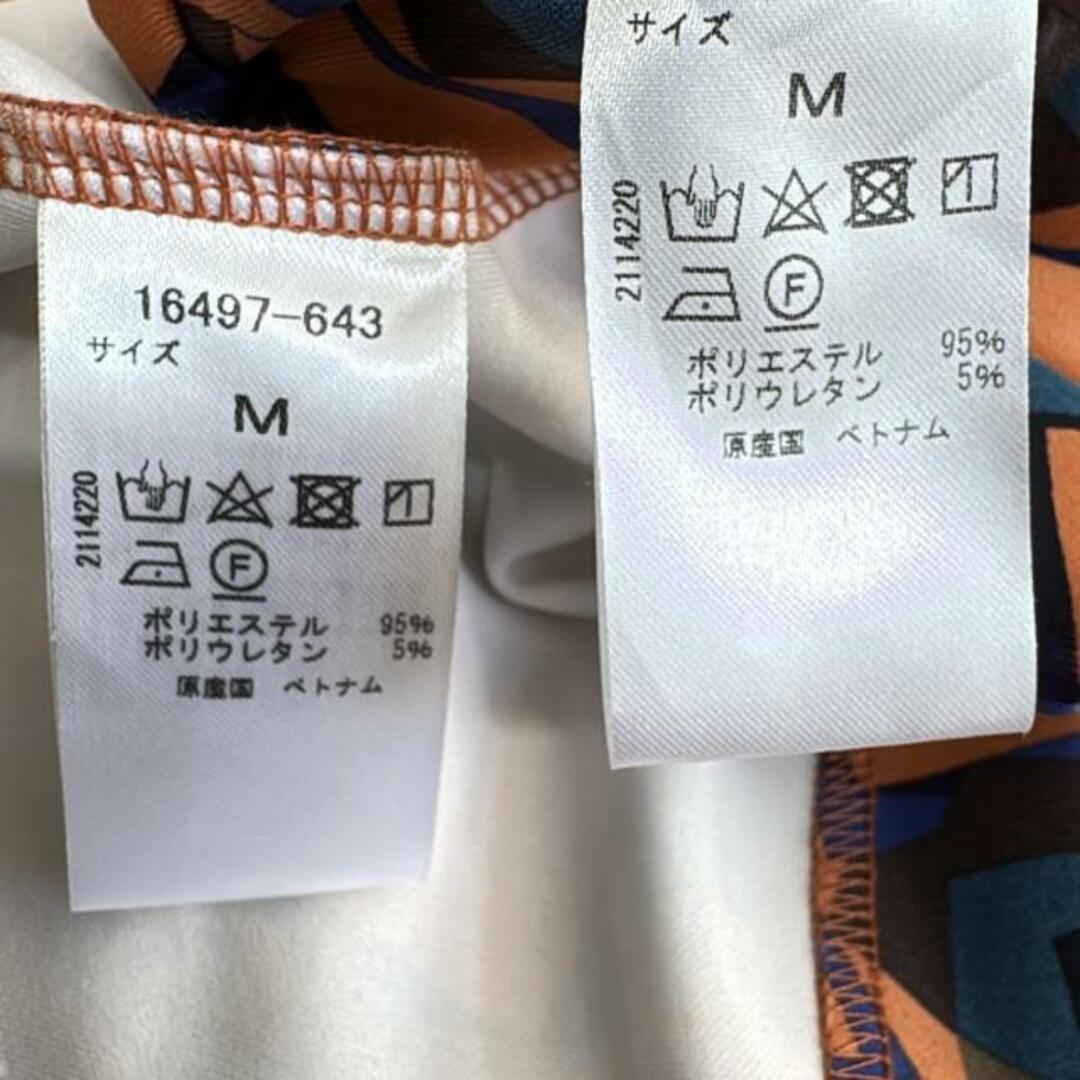 16497-643
サイズ
M
2114220
F
ポリエステル 95%
ポリウレタン 5%
原産国 ベトナム
サイズ
M
2114220
F
ポリエステル 95%
ポリウレタン 5%
原産国 ベトナム